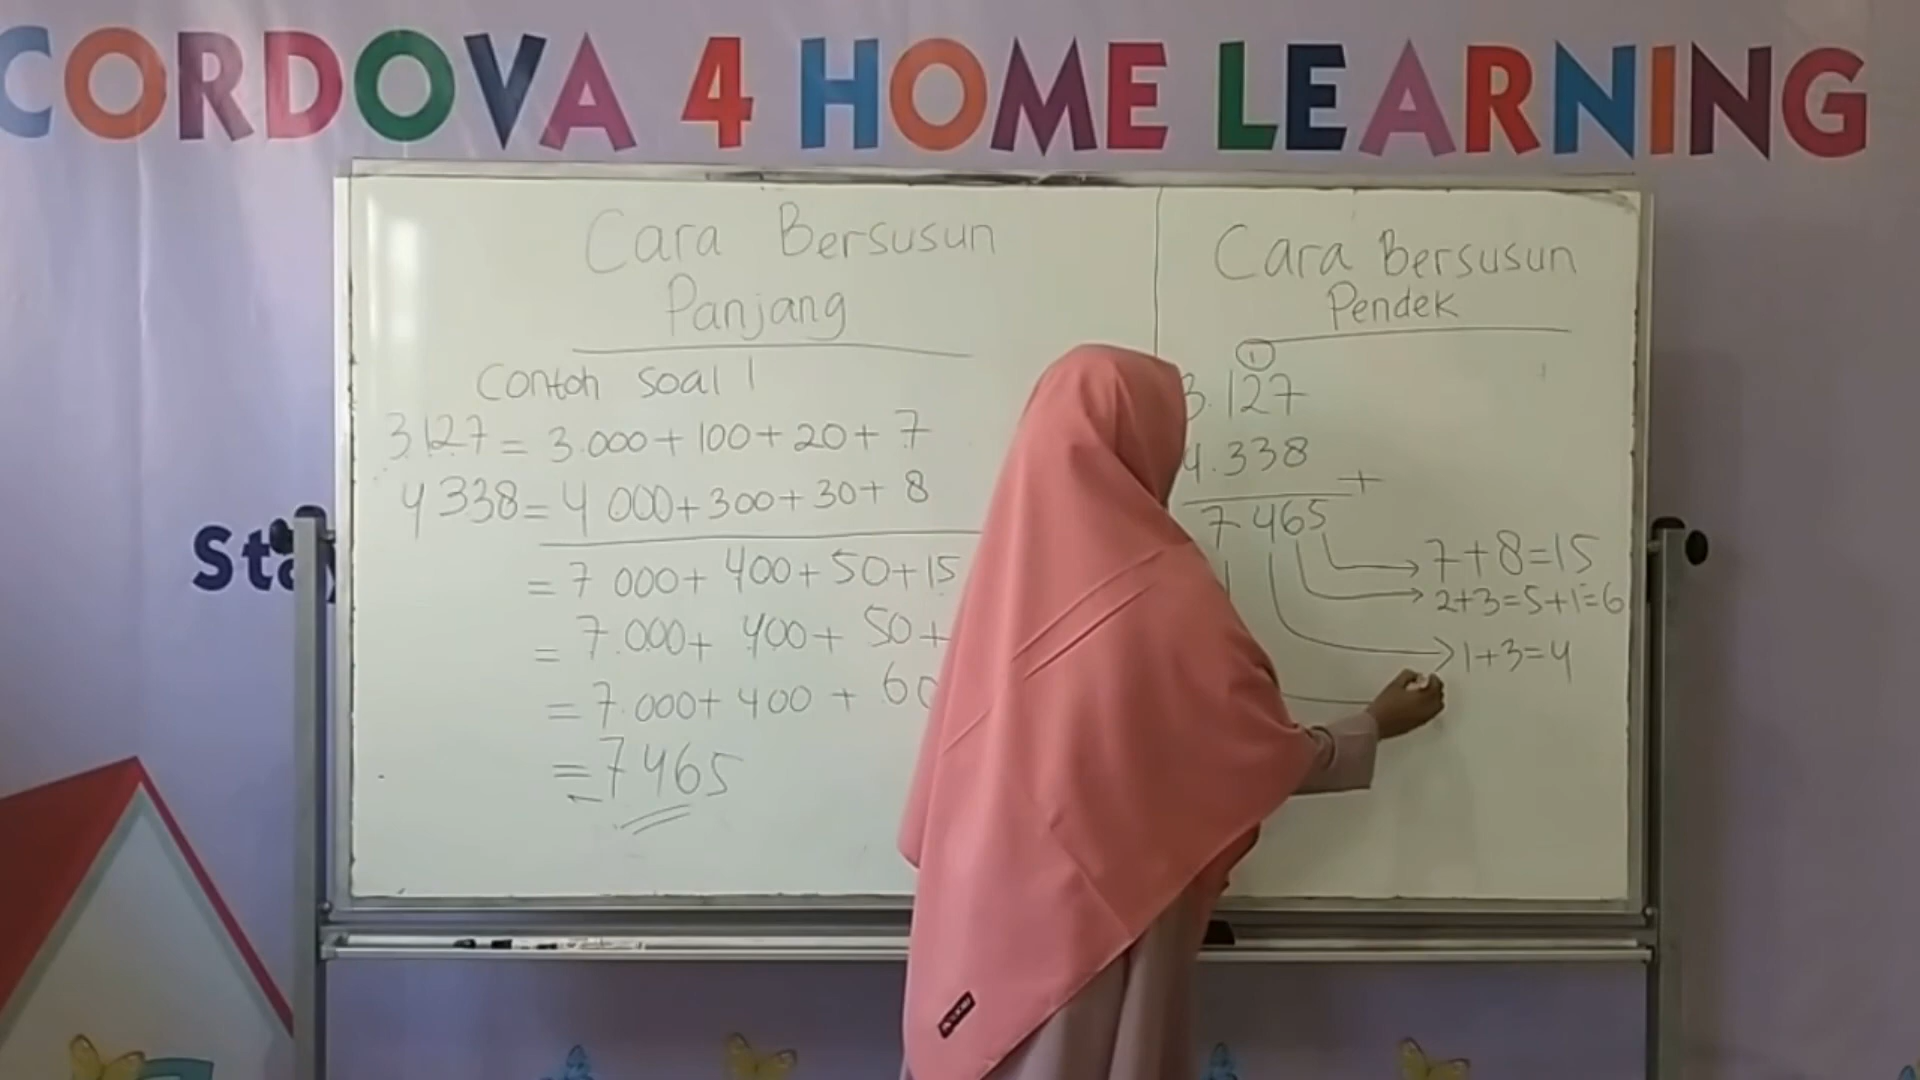 CORDOVA 4 HOME LEARNING
Cara Bersusun
Panjang
Contoh soal 1
3.127 = 3.000 + 100 + 20 + 7
4 338 = 4 000 + 300 + 30 + 8
= 7 000 + 400 + 50 + 15
= 7.000 + 400 + 50 +
= 7.000 + 400 + 60
= 7465
Cara Bersusun
Pendek
1
3.127
4.338
+
7 465
7+8=15
2+3=5+1=6
1+3=4
Stay